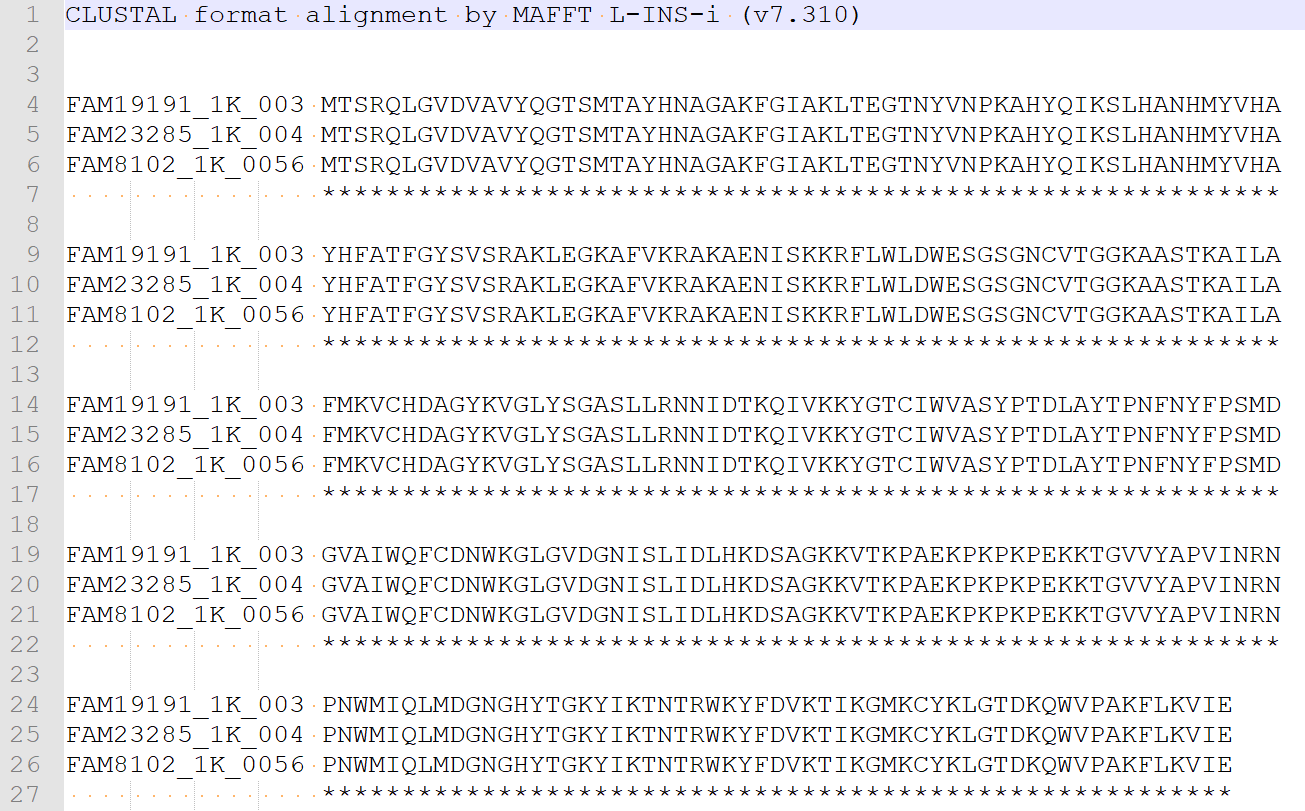 1 CLUSTAL format alignment by MAFFT L-INS-i (v7.310)
2
3
4 FAM19191_1K_003 MTSRQLGVDVAVYQGTSMTAYHNAGAKFGIAKLTEGTNYVNPKAHYQIKSLHANHMYVHA
5 FAM23285_1K_004 MTSRQLGVDVAVYQGTSMTAYHNAGAKFGIAKLTEGTNYVNPKAHYQIKSLHANHMYVHA
6 FAM8102_1K_0056 MTSRQLGVDVAVYQGTSMTAYHNAGAKFGIAKLTEGTNYVNPKAHYQIKSLHANHMYVHA
7 ************************************************************
8
9 FAM19191_1K_003 YHFATFGYSVSRAKLEGKAFVKRAKAENISKKRFLWLDWESGSGNCVTGGKAASTKAILA
10 FAM23285_1K_004 YHFATFGYSVSRAKLEGKAFVKRAKAENISKKRFLWLDWESGSGNCVTGGKAASTKAILA
11 FAM8102_1K_0056 YHFATFGYSVSRAKLEGKAFVKRAKAENISKKRFLWLDWESGSGNCVTGGKAASTKAILA
12 ************************************************************
13
14 FAM19191_1K_003 FMKVCHDAGYKVGLYSGASLLRNNIDTKQIVKKYGTCIWVASYPTDLAYTPNFNYFPSMD
15 FAM23285_1K_004 FMKVCHDAGYKVGLYSGASLLRNNIDTKQIVKKYGTCIWVASYPTDLAYTPNFNYFPSMD
16 FAM8102_1K_0056 FMKVCHDAGYKVGLYSGASLLRNNIDTKQIVKKYGTCIWVASYPTDLAYTPNFNYFPSMD
17 ************************************************************
18
19 FAM19191_1K_003 GVAIWQFCDNWKGLGVDGNISLIDLHKDSAGKKVTKPAEKPKPKPEKKTGVVYAPVINRN
20 FAM23285_1K_004 GVAIWQFCDNWKGLGVDGNISLIDLHKDSAGKKVTKPAEKPKPKPEKKTGVVYAPVINRN
21 FAM8102_1K_0056 GVAIWQFCDNWKGLGVDGNISLIDLHKDSAGKKVTKPAEKPKPKPEKKTGVVYAPVINRN
22 ************************************************************
23
24 FAM19191_1K_003 PNWMIQLMDGNGHYTGKYIKTNTRWKYFDVKTIKGMKCYKLGTDKQWVPAKFLKVIE
25 FAM23285_1K_004 PNWMIQLMDGNGHYTGKYIKTNTRWKYFDVKTIKGMKCYKLGTDKQWVPAKFLKVIE
26 FAM8102_1K_0056 PNWMIQLMDGNGHYTGKYIKTNTRWKYFDVKTIKGMKCYKLGTDKQWVPAKFLKVIE
27 *********************************************************